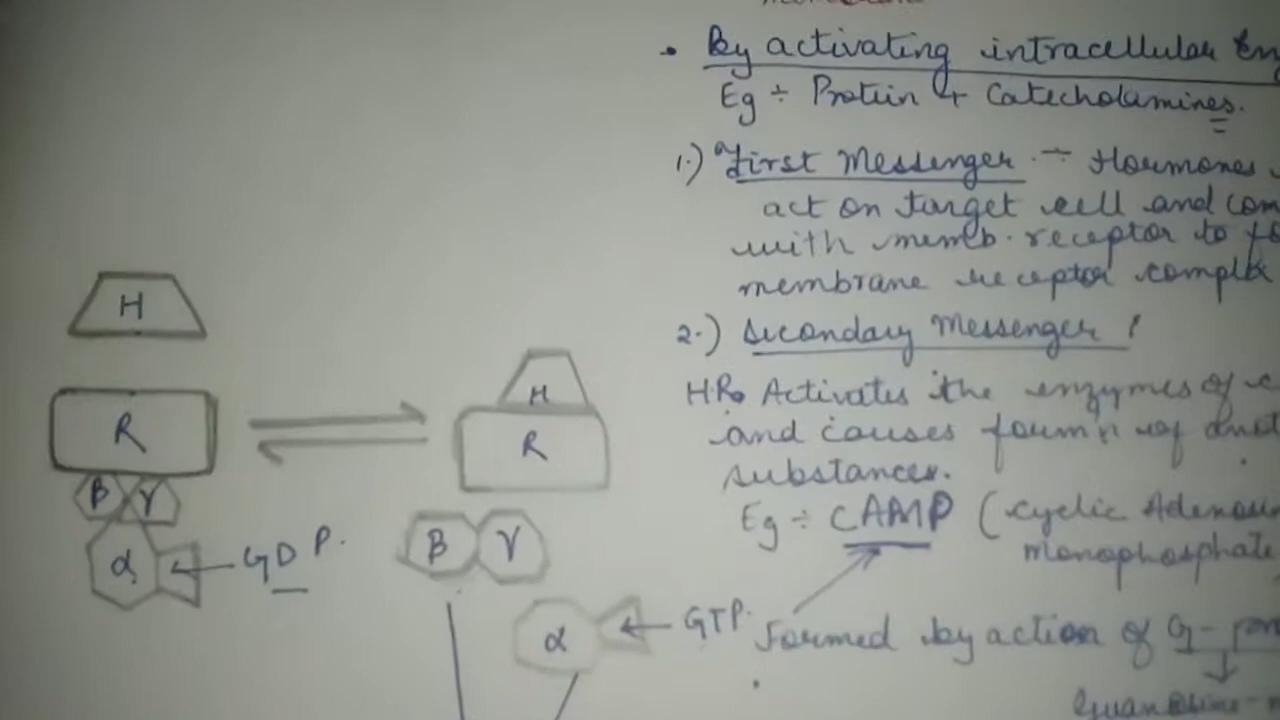 • By activating intracellular
Eg ÷ Protein + Catecholamines.
1.) First Messenger ÷ Hormones
act on target cell and
with memb. receptor to
membrane receptor complex
2.) Secondary Messenger
HRo Activates the enzymes of
and causes form'n of
substances.
Eg ÷ CAMP (cyclic
monophosphate
Formed by action of G-
H
R
β γ
α
GDP.
H
R
β γ
α
GTP.